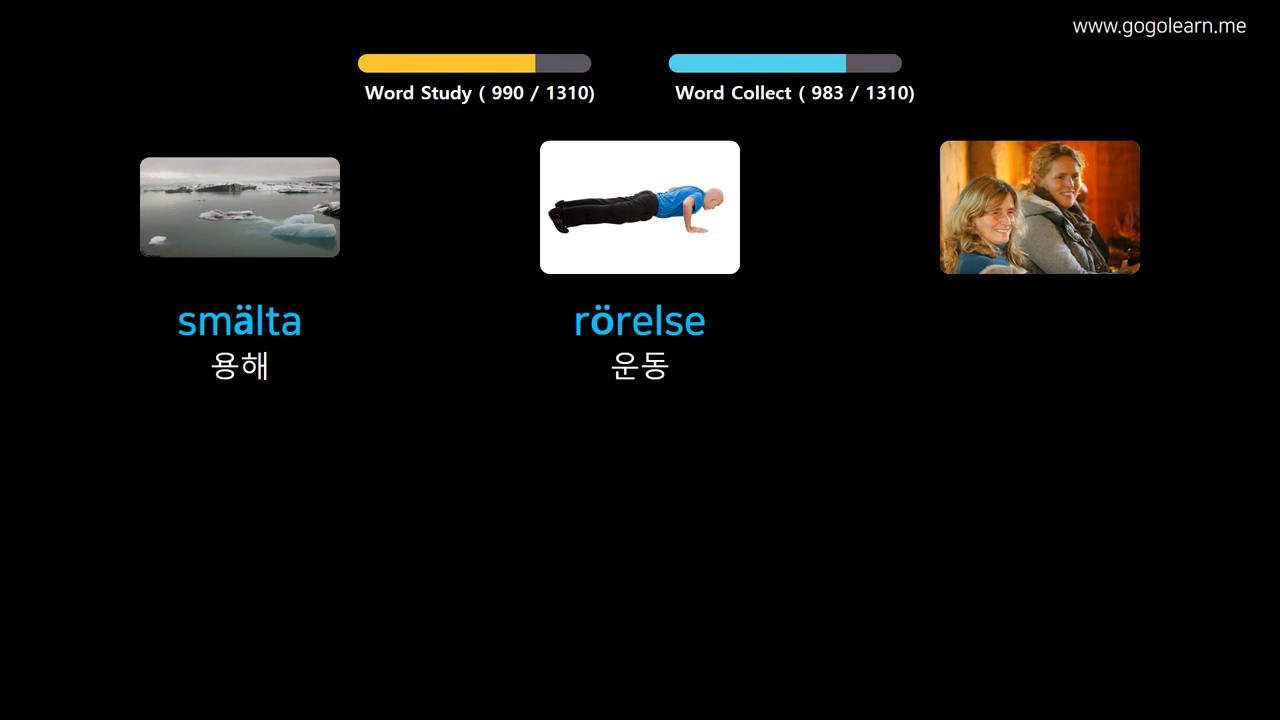 www.gogolearn.me
Word Study ( 990 / 1310)
Word Collect ( 983 / 1310)
smälta
용해
rörelse
운동